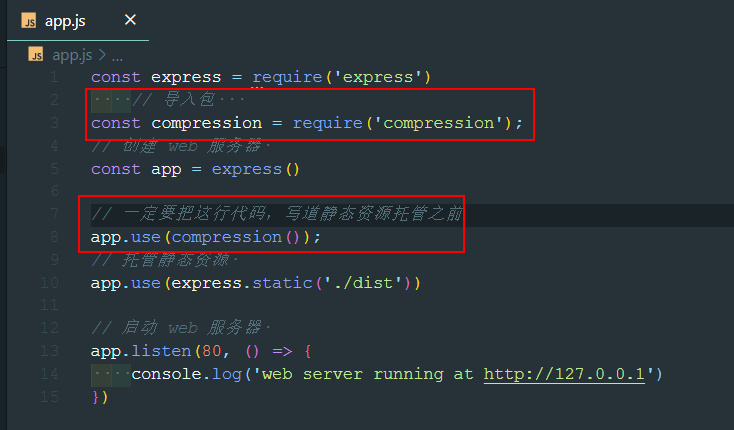 JS app.js ×
JS app.js > ...
1 const express = require('express')
2 ····// 导入包···
3 const compression = require('compression');
4 // 创建 web 服务器·
5 const app = express()
6
7 // 一定要把这行代码，写道静态资源托管之前
8 app.use(compression());
9 // 托管静态资源·
10 app.use(express.static('./dist'))
11
12 // 启动 web 服务器·
13 app.listen(80, () => {
14 ····console.log('web server running at http://127.0.0.1')
15 })